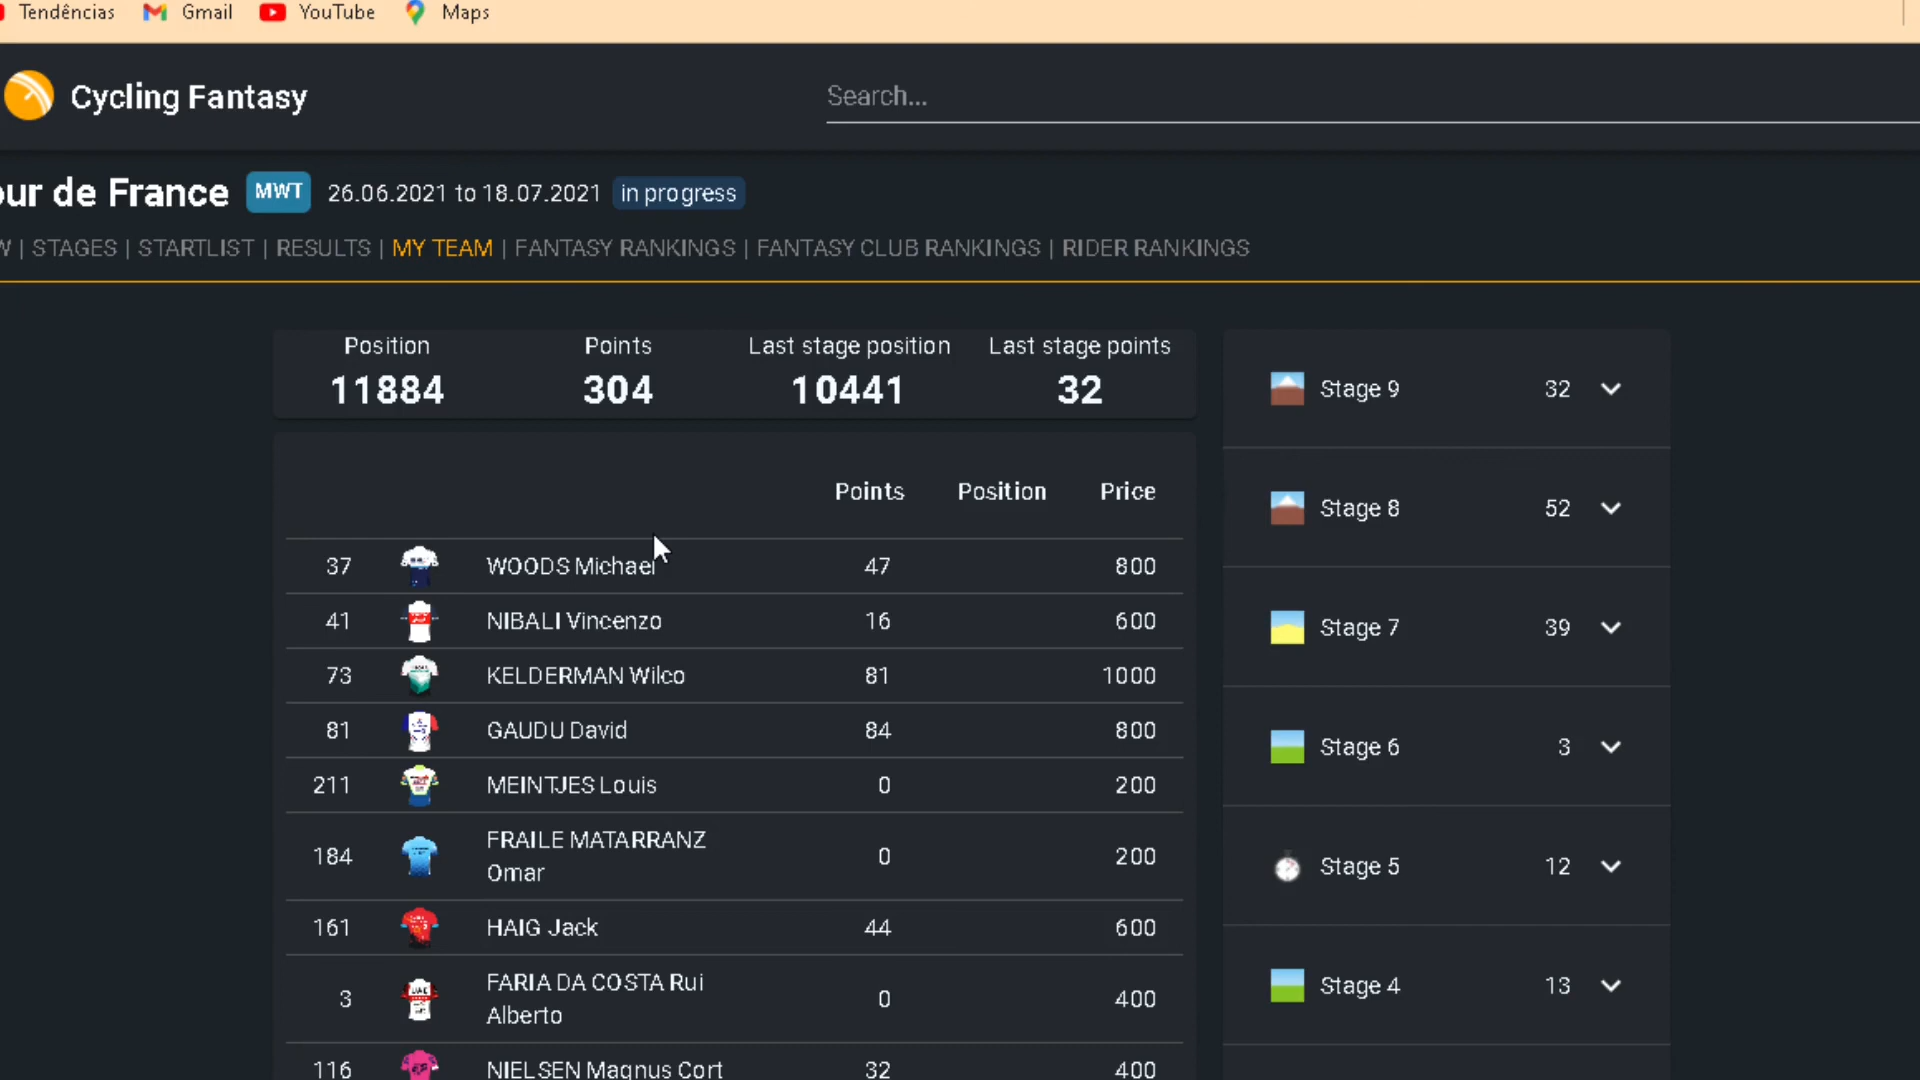 Tendências Gmail YouTube Maps
Cycling Fantasy Search...
our de France MWT 26.06.2021 to 18.07.2021 in progress
W | STAGES | STARTLIST | RESULTS | MY TEAM | FANTASY RANKINGS | FANTASY CLUB RANKINGS | RIDER RANKINGS
Position Points Last stage position Last stage points
11884 304 10441 32
Points Position Price
37 WOODS Michael 47 800
41 NIBALI Vincenzo 16 600
73 KELDERMAN Wilco 81 1000
81 GAUDU David 84 800
211 MEINTJES Louis 0 200
184 FRAILE MATARRANZ Omar 0 200
161 HAIG Jack 44 600
3 FARIA DA COSTA Rui Alberto 0 400
116 NIELSEN Magnus Cort 32 400
Stage 9 32
Stage 8 52
Stage 7 39
Stage 6 3
Stage 5 12
Stage 4 13